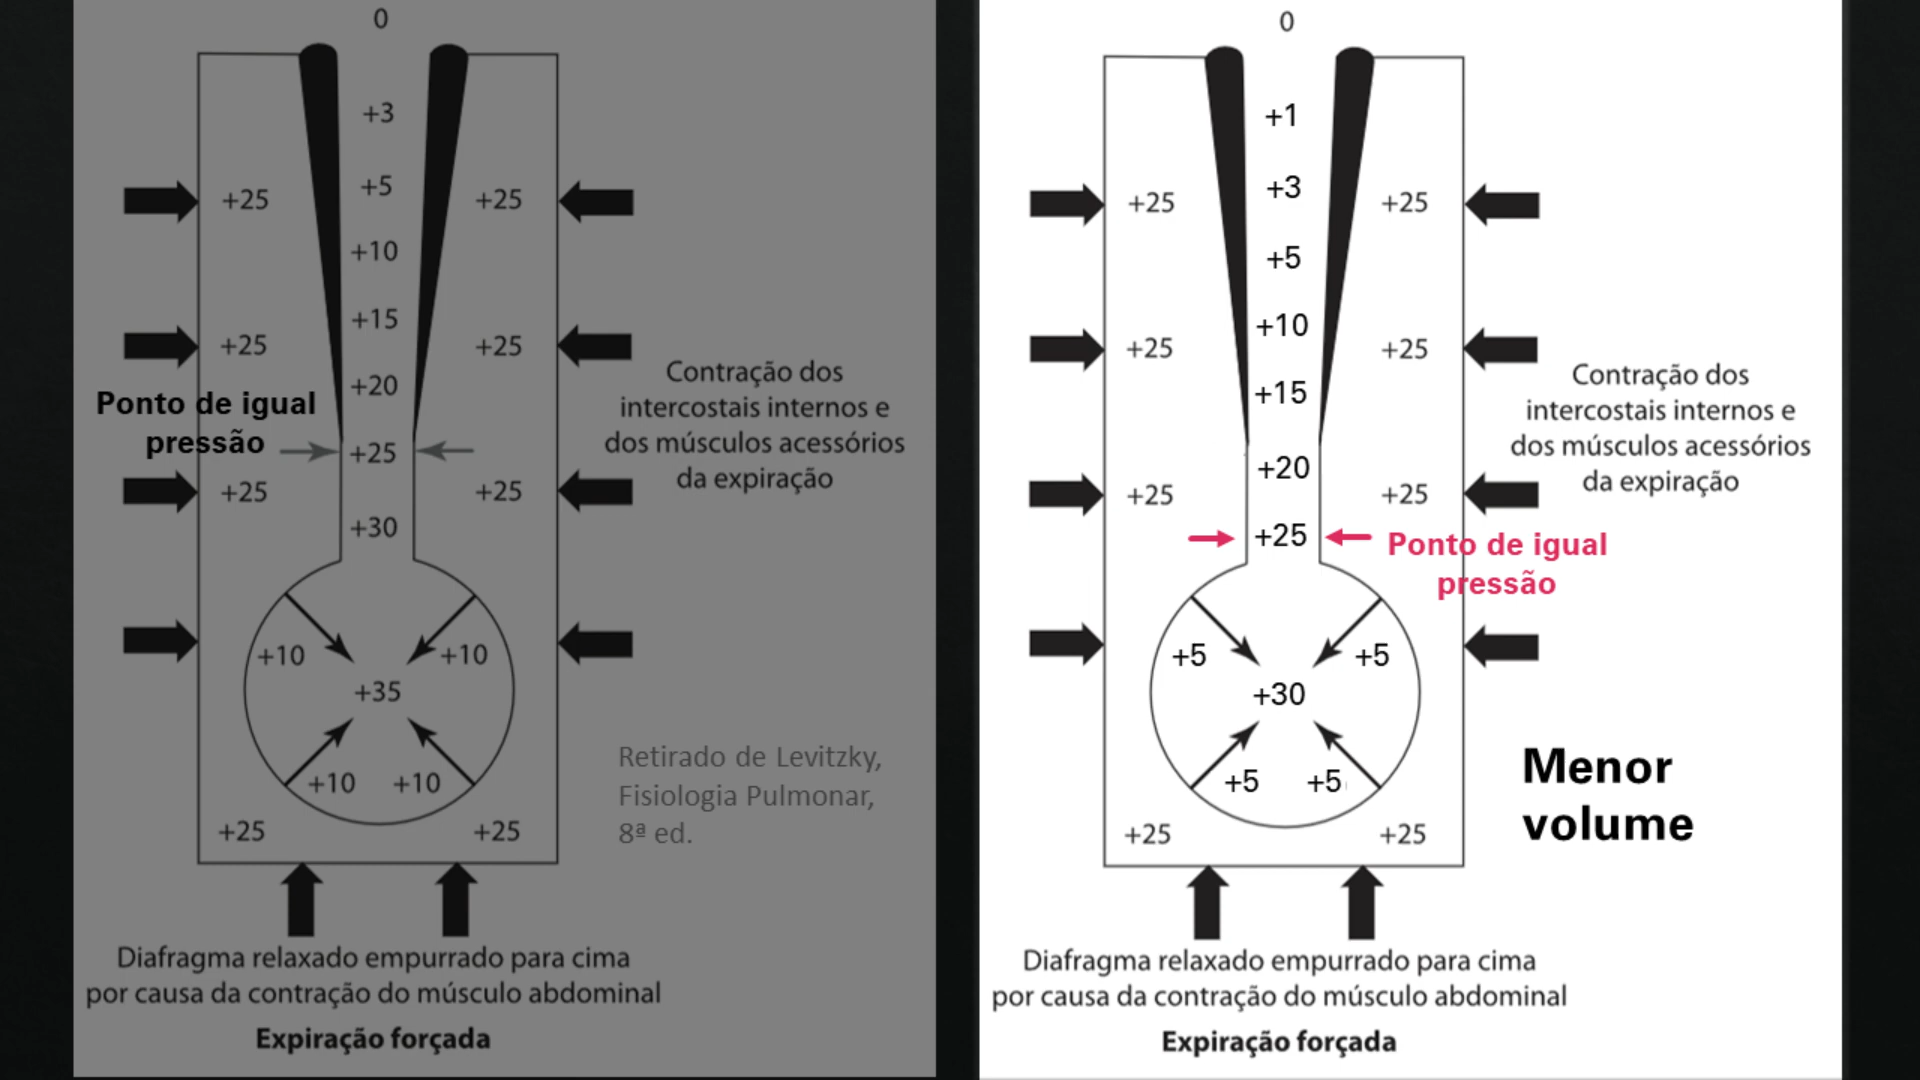 0
+3
+5
+25
+25
+10
+15
+25
+25
+20
Ponto de igual
pressão
+25
+25
+25
+30
Contração dos
intercostais internos e
dos músculos acessórios
da expiração
+10
+10
+35
+10
+10
+25
+25
Retirado de Levitzky,
Fisiologia Pulmonar,
8ª ed.
Diafragma relaxado empurrado para cima
por causa da contração do músculo abdominal
Expiração forçada
0
+1
+3
+25
+25
+5
+10
+25
+25
+15
+20
+25
+25
+25
Ponto de igual
pressão
Contração dos
intercostais internos e
dos músculos acessórios
da expiração
+5
+5
+30
+5
+5
+25
+25
Menor
volume
Diafragma relaxado empurrado para cima
por causa da contração do músculo abdominal
Expiração forçada